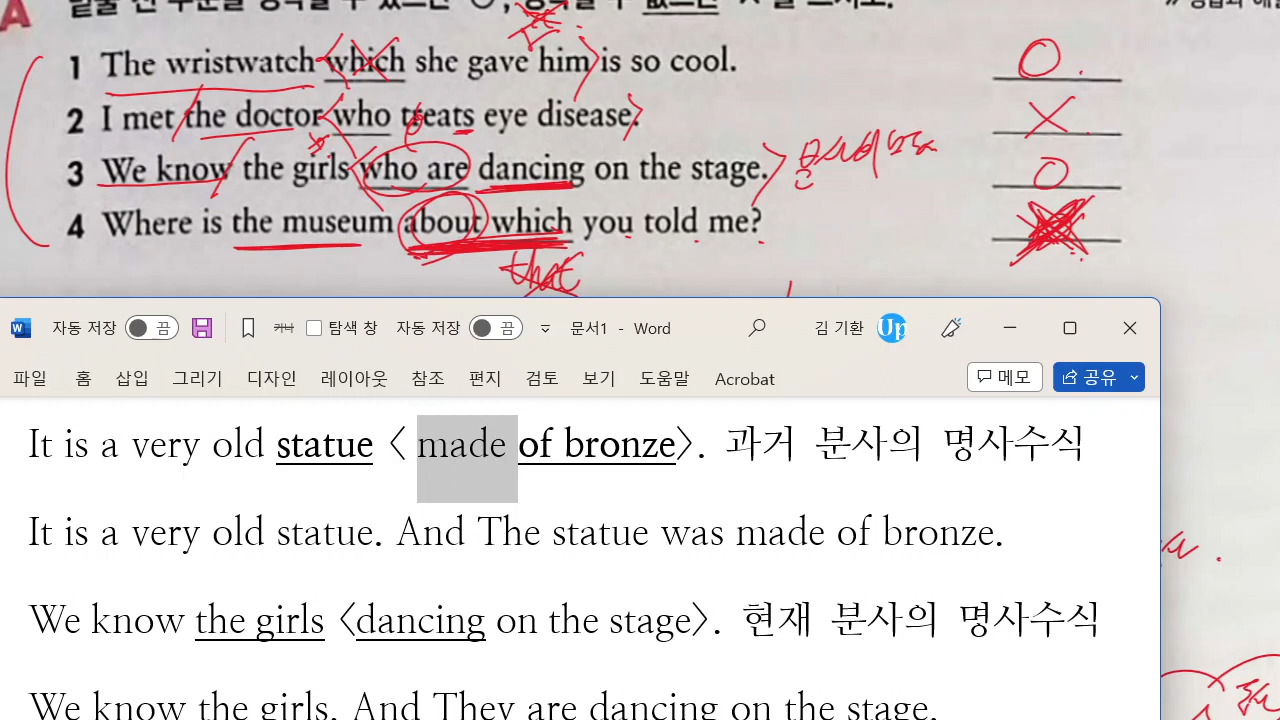 A
1 The wristwatch which she gave him is so cool. O
2 I met the doctor who treats eye disease. X
3 We know the girls who are dancing on the stage. O
4 Where is the museum about which you told me?
that
자동 저장 끔 가나 탐색 창 자동 저장 끔 문서1 - Word 김 기환 Up
파일 홈 삽입 그리기 디자인 레이아웃 참조 편지 검토 보기 도움말 Acrobat 메모 공유
It is a very old statue < made of bronze>. 과거 분사의 명사수식
It is a very old statue. And The statue was made of bronze.
We know the girls <dancing on the stage>. 현재 분사의 명사수식
We know the girls. And They are dancing on the stage.